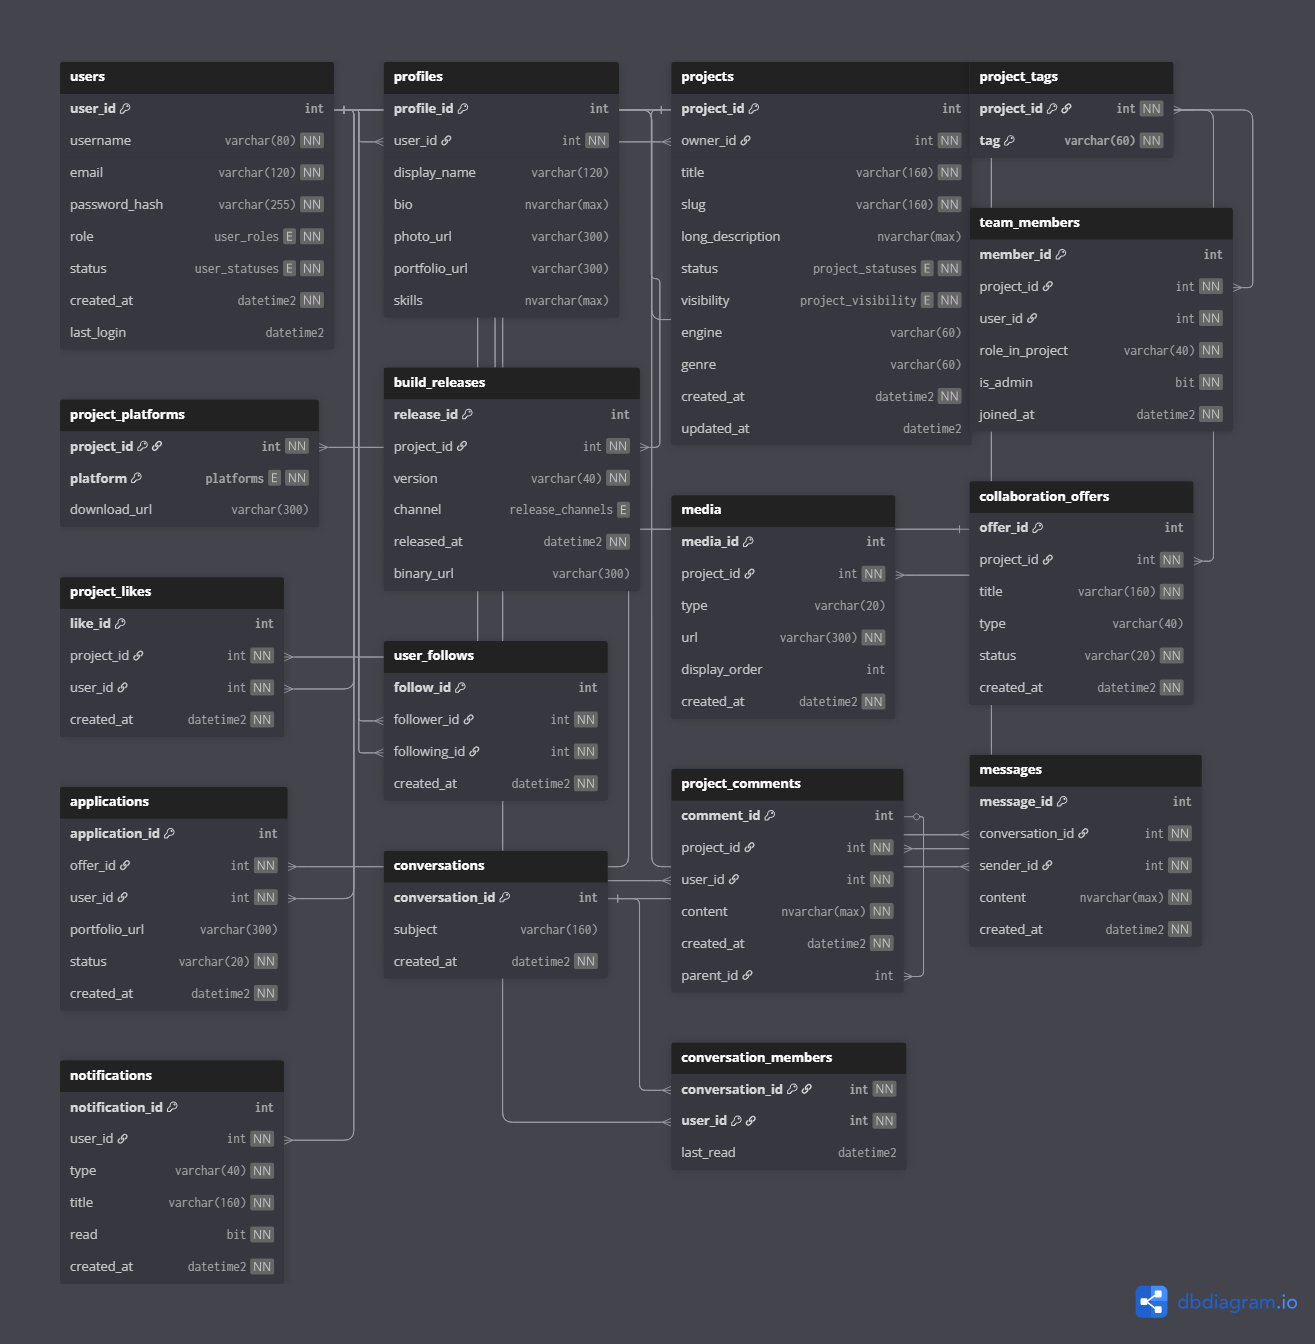 users
user_id int
username varchar(80) NN
email varchar(120) NN
password_hash varchar(255) NN
role user_roles E NN
status user_statuses E NN
created_at datetime2 NN
last_login datetime2
profiles
profile_id int
user_id int NN
display_name varchar(120)
bio nvarchar(max)
photo_url varchar(300)
portfolio_url varchar(300)
skills nvarchar(max)
projects
project_id int
owner_id int NN
title varchar(160) NN
slug varchar(160) NN
long_description nvarchar(max)
status project_statuses E NN
visibility project_visibility E NN
engine varchar(60)
genre varchar(60)
created_at datetime2 NN
updated_at datetime2
project_tags
project_id int NN
tag varchar(60) NN
team_members
member_id int
project_id int NN
user_id int NN
role_in_project varchar(40) NN
is_admin bit NN
joined_at datetime2 NN
project_platforms
project_id int NN
platform platforms E NN
download_url varchar(300)
build_releases
release_id int
project_id int NN
version varchar(40) NN
channel release_channels E
released_at datetime2 NN
binary_url varchar(300)
media
media_id int
project_id int NN
type varchar(20)
url varchar(300) NN
display_order int
created_at datetime2 NN
collaboration_offers
offer_id int
project_id int NN
title varchar(160) NN
type varchar(40)
status varchar(20) NN
created_at datetime2 NN
project_likes
like_id int
project_id int NN
user_id int NN
created_at datetime2 NN
user_follows
follow_id int
follower_id int NN
following_id int NN
created_at datetime2 NN
project_comments
comment_id int
project_id int NN
user_id int NN
content nvarchar(max) NN
created_at datetime2 NN
parent_id int
messages
message_id int
conversation_id int NN
sender_id int NN
content nvarchar(max) NN
created_at datetime2 NN
applications
application_id int
offer_id int NN
user_id int NN
portfolio_url varchar(300)
status varchar(20) NN
created_at datetime2 NN
conversations
conversation_id int
subject varchar(160)
created_at datetime2 NN
conversation_members
conversation_id int NN
user_id int NN
last_read datetime2
notifications
notification_id int
user_id int NN
type varchar(40) NN
title varchar(160) NN
read bit NN
created_at datetime2 NN
dbdiagram.io